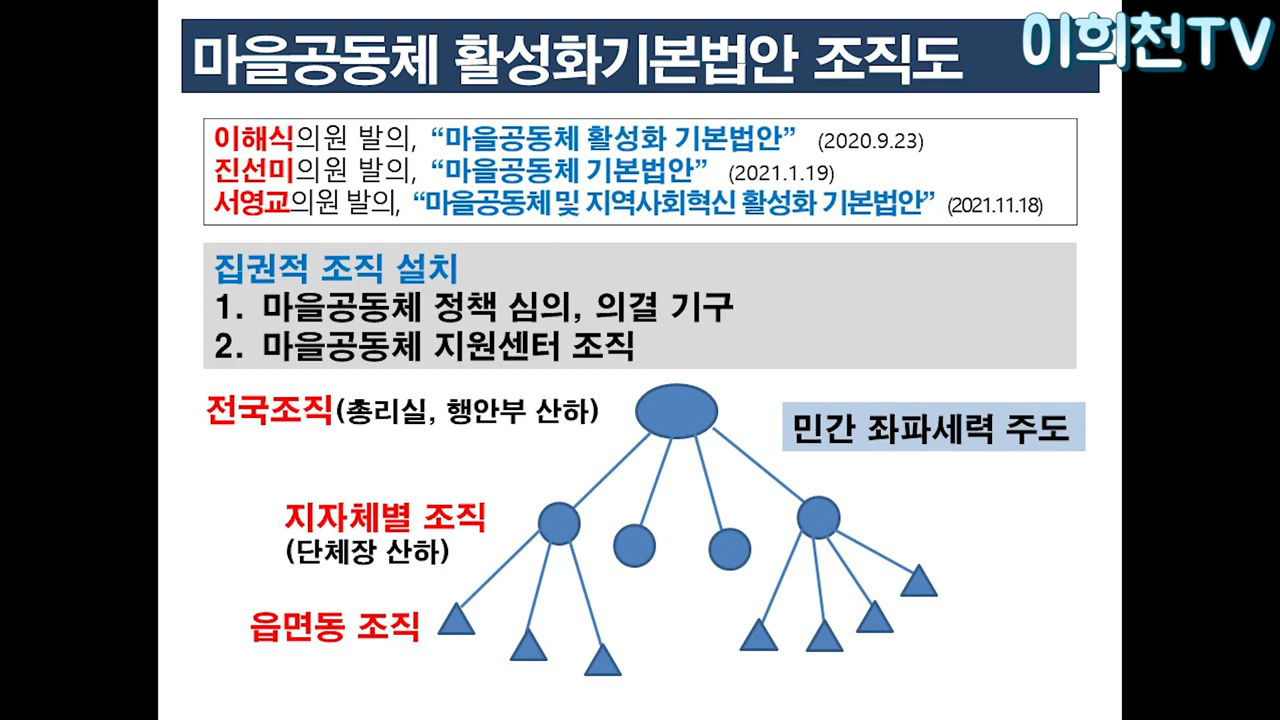 마을공동체 활성화기본법안 조직도
이희천TV
이해식의원 발의, “마을공동체 활성화 기본법안” (2020.9.23)
진선미의원 발의, “마을공동체 기본법안” (2021.1.19)
서영교의원 발의, “마을공동체 및 지역사회혁신 활성화 기본법안” (2021.11.18)
집권적 조직 설치
1. 마을공동체 정책 심의, 의결 기구
2. 마을공동체 지원센터 조직
전국조직(총리실, 행안부 산하)
민간 좌파세력 주도
지자체별 조직
(단체장 산하)
읍면동 조직